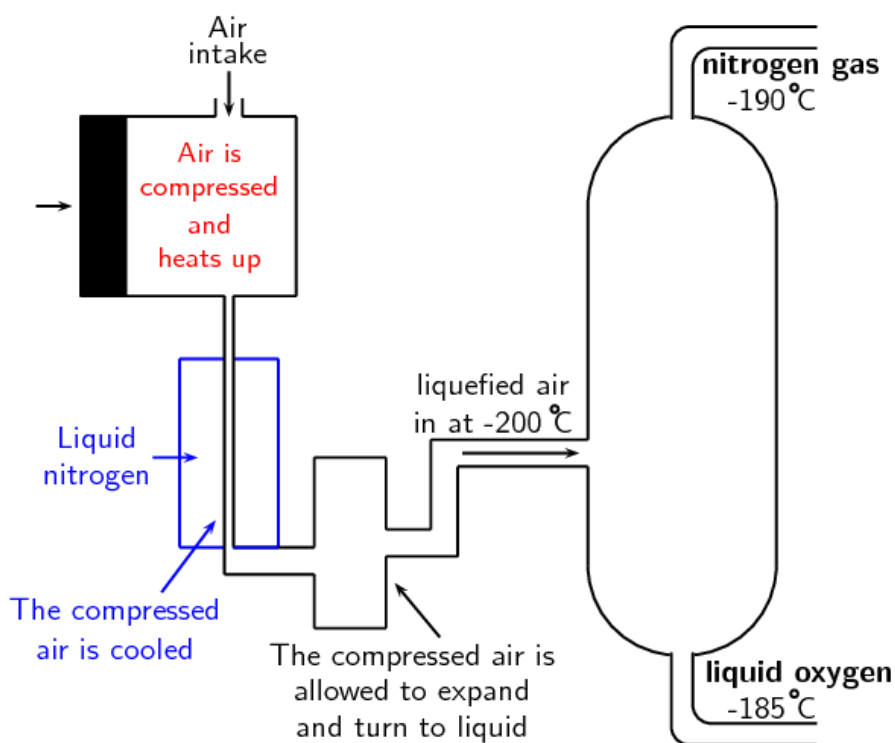 Air
intake
Air is
compressed
and
heats up
Liquid
nitrogen
The compressed
air is cooled
The compressed air is
allowed to expand
and turn to liquid
liquefied air
in at -200 °C
nitrogen gas
-190°C
liquid oxygen
-185°C